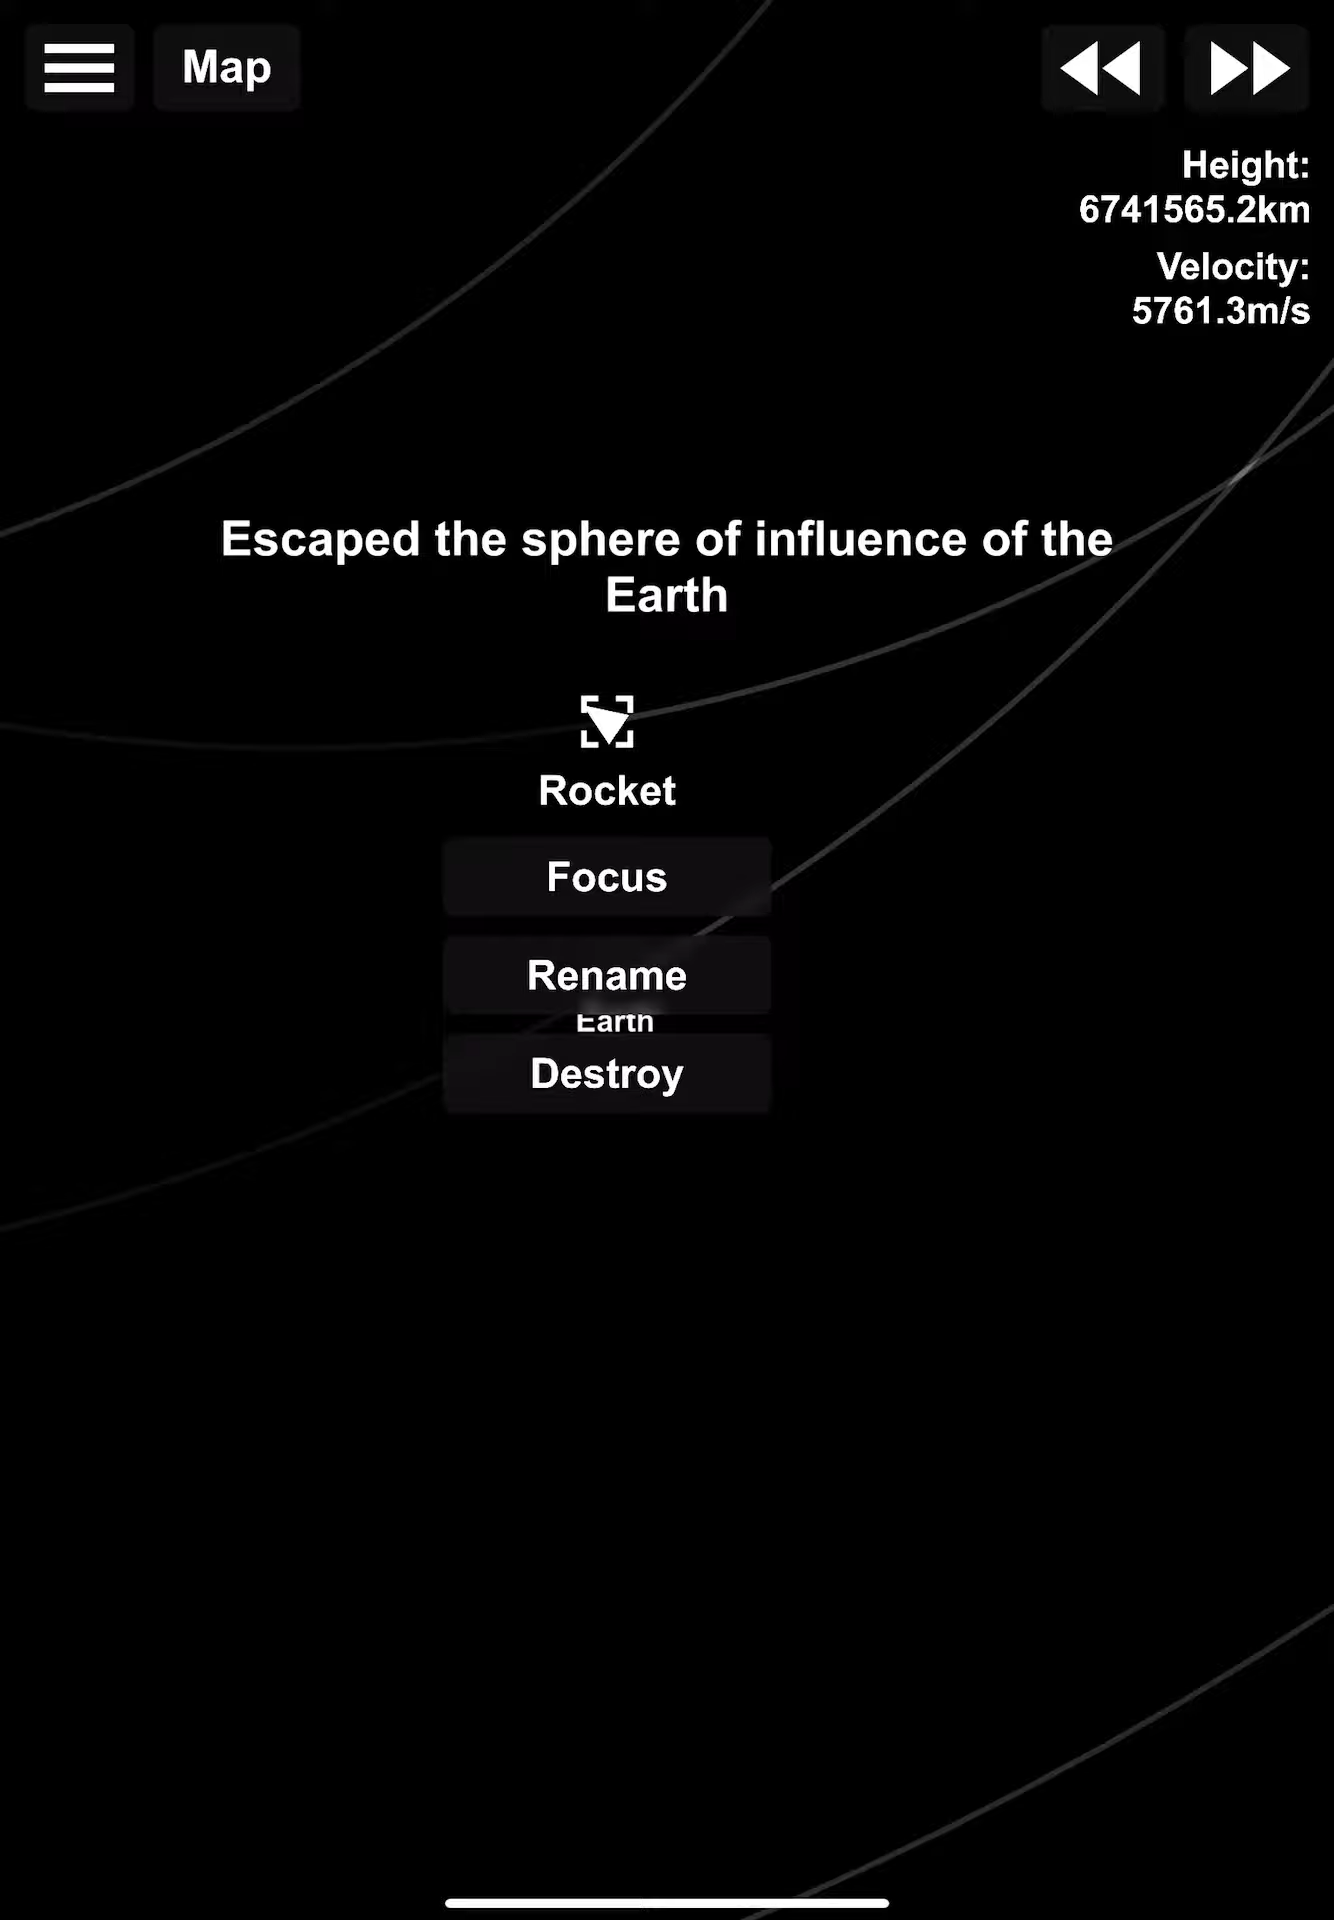 Map
Height:
6741565.2km
Velocity:
5761.3m/s
Escaped the sphere of influence of the
Earth
Rocket
Focus
Rename
Earth
Destroy